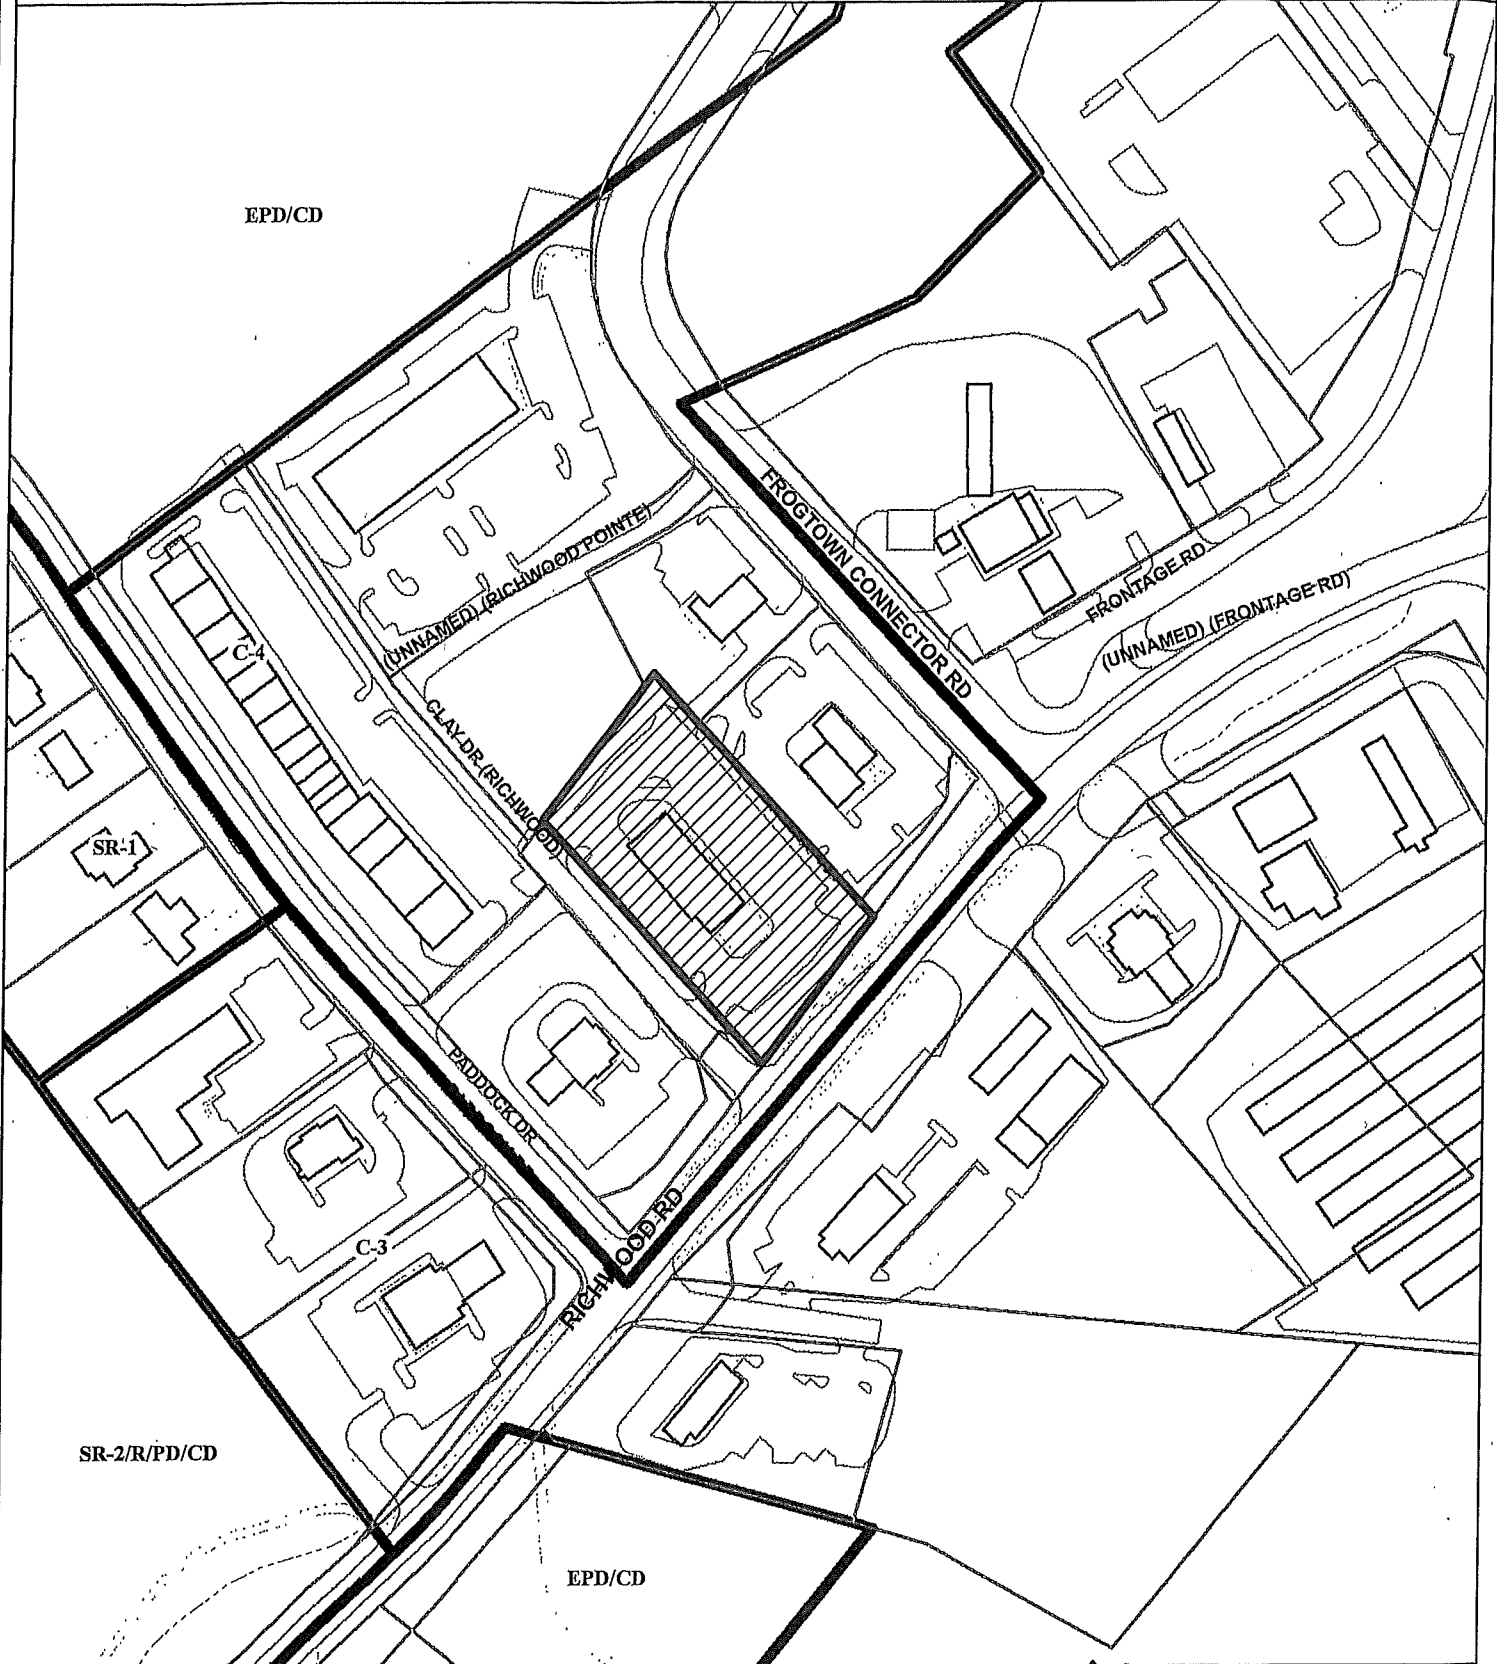 EPD/CD
FROGTOWN CONNECTOR RD
(UNNAMED) (RICHWOOD POINTE)
FRONTAGE RD
(UNNAMED) (FRONTAGE RD)
C-4
CLAY DR (RICHWOOD)
SR-1
PADDOCK DR
RICHWOOD RD
C-3
SR-2/R/PD/CD
EPD/CD